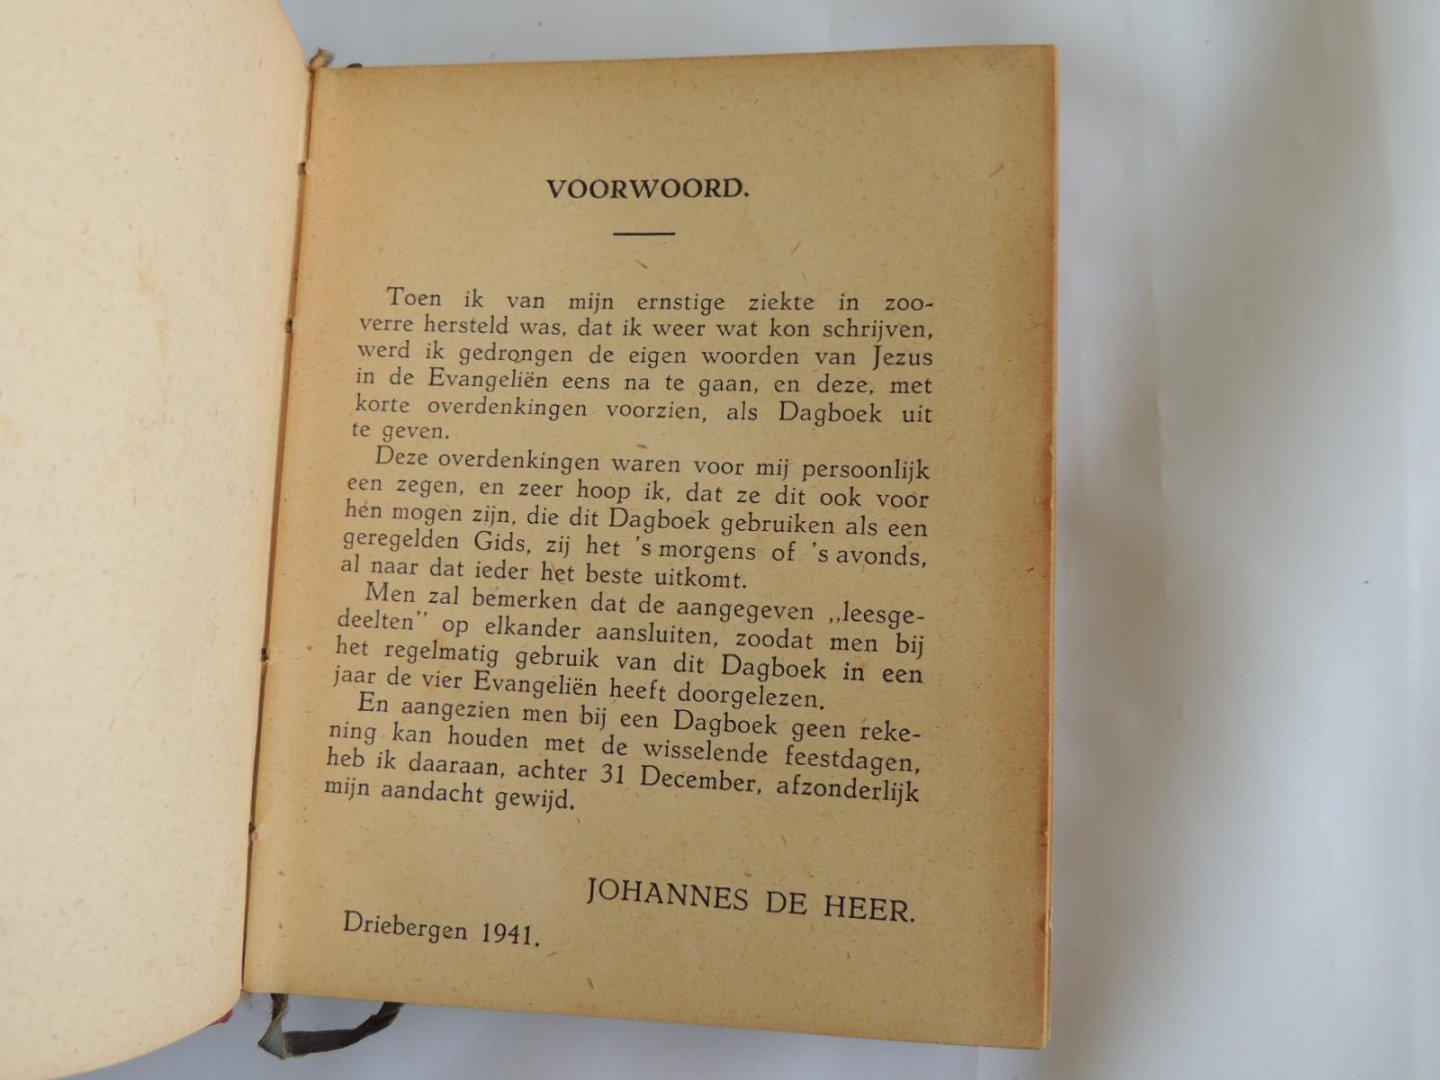 VOORWOORD.
Toen ik van mijn ernstige ziekte in zoo-
verre hersteld was, dat ik weer wat kon schrijven,
werd ik gedrongen de eigen woorden van Jezus
in de Evangeliën eens na te gaan, en deze, met
korte overdenkingen voorzien, als Dagboek uit
te geven.
Deze overdenkingen waren voor mij persoonlijk
een zegen, en zeer hoop ik, dat ze dit ook voor
hen mogen zijn, die dit Dagboek gebruiken als een
geregelden Gids, zij het 's morgens of 's avonds,
al naar dat ieder het beste uitkomt.
Men zal bemerken dat de aangegeven „leesge-
deelten” op elkander aansluiten, zoodat men bij
het regelmatig gebruik van dit Dagboek in een
jaar de vier Evangeliën heeft doorgelezen.
En aangezien men bij een Dagboek geen reke-
ning kan houden met de wisselende feestdagen,
heb ik daaraan, achter 31 December, afzonderlijk
mijn aandacht gewijd.
JOHANNES DE HEER.
Driebergen 1941.